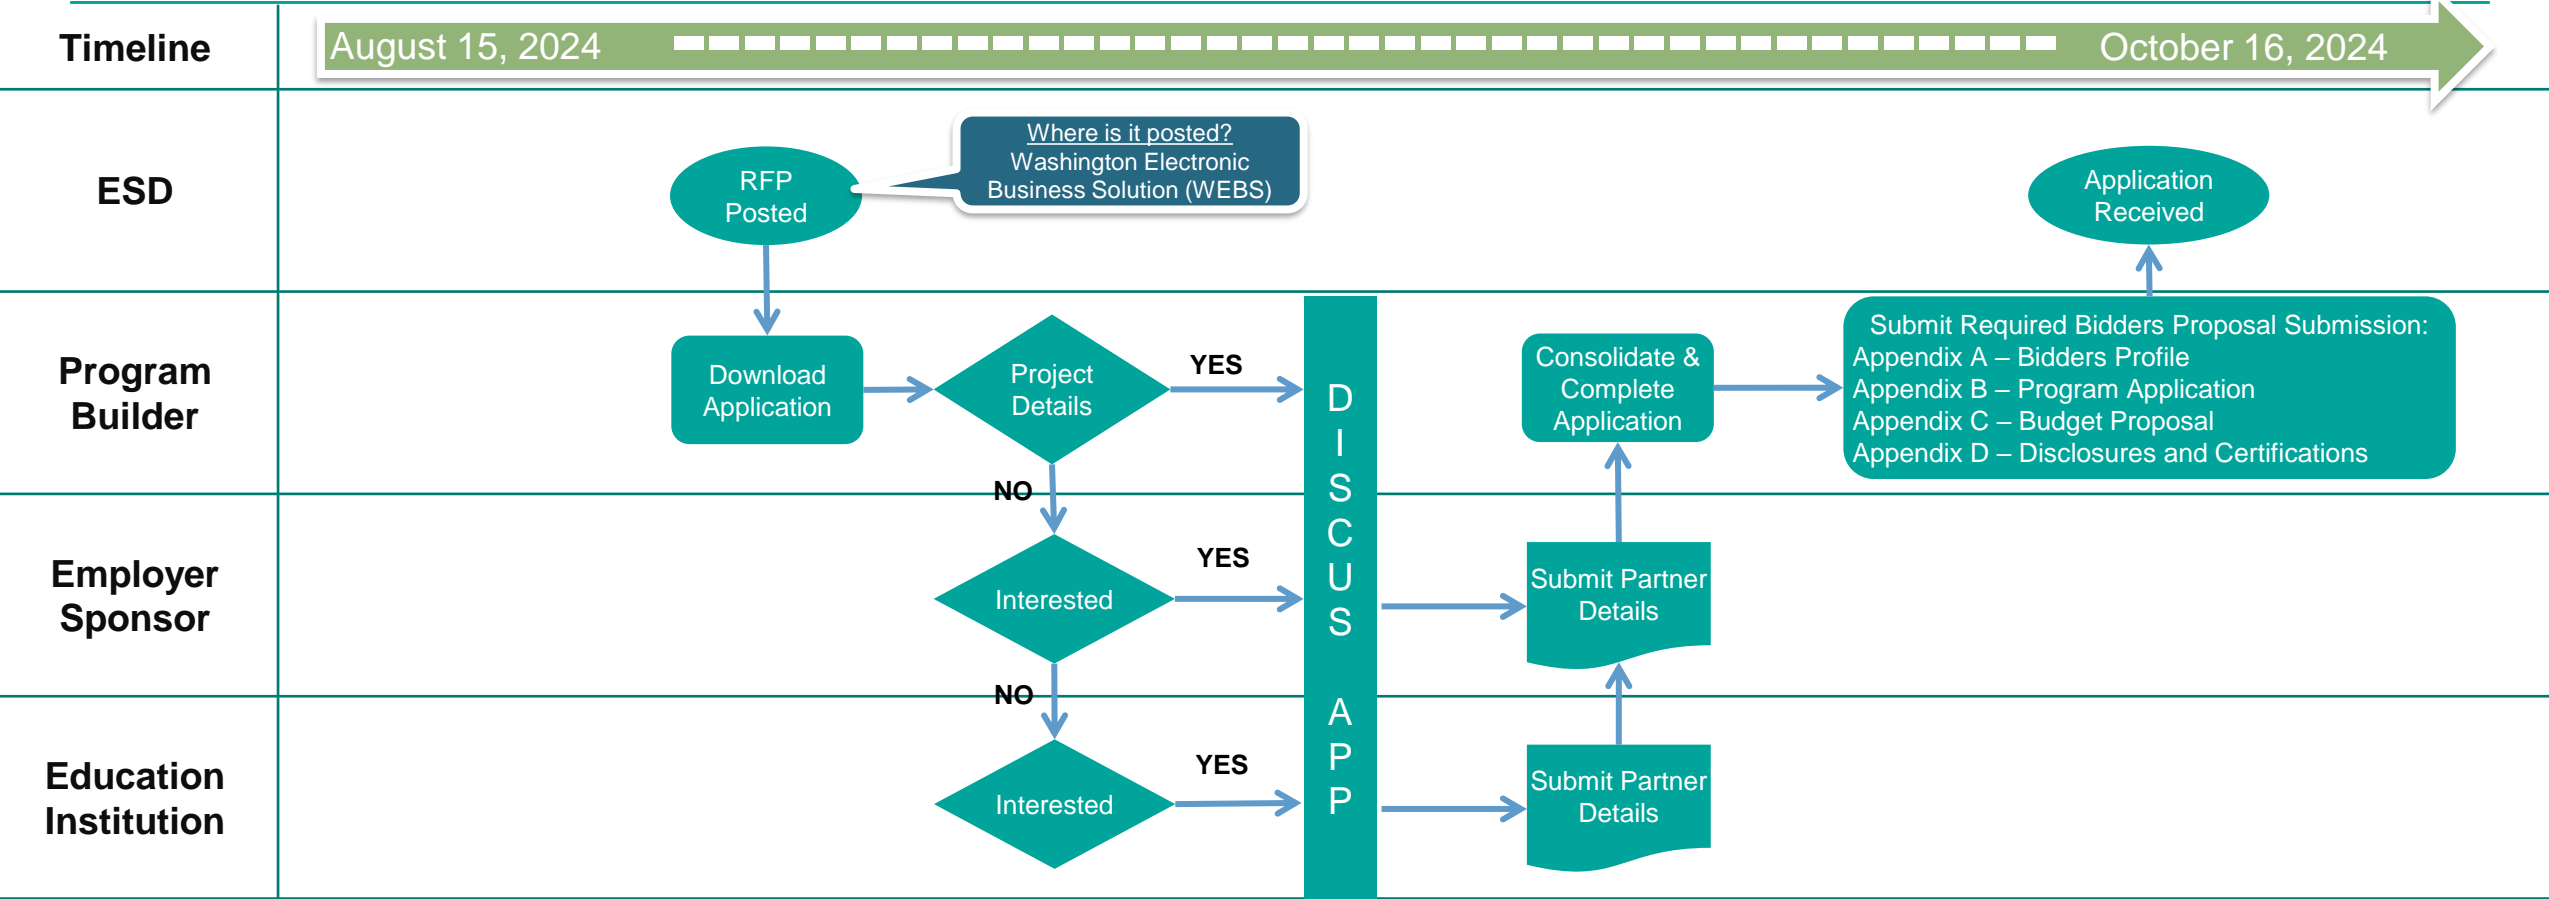 Timeline
August 15, 2024
October 16, 2024
ESD
RFP
Posted
Where is it posted?
Washington Electronic
Business Solution (WEBS)
Application
Received
Program
Builder
Download
Application
Project
Details
YES
NO
Consolidate &
Complete
Application
Submit Required Bidders Proposal Submission:
Appendix A – Bidders Profile
Appendix B – Program Application
Appendix C – Budget Proposal
Appendix D – Disclosures and Certifications
D
I
S
C
U
S
A
P
P
Employer
Sponsor
Interested
YES
NO
Submit Partner
Details
Education
Institution
Interested
YES
Submit Partner
Details